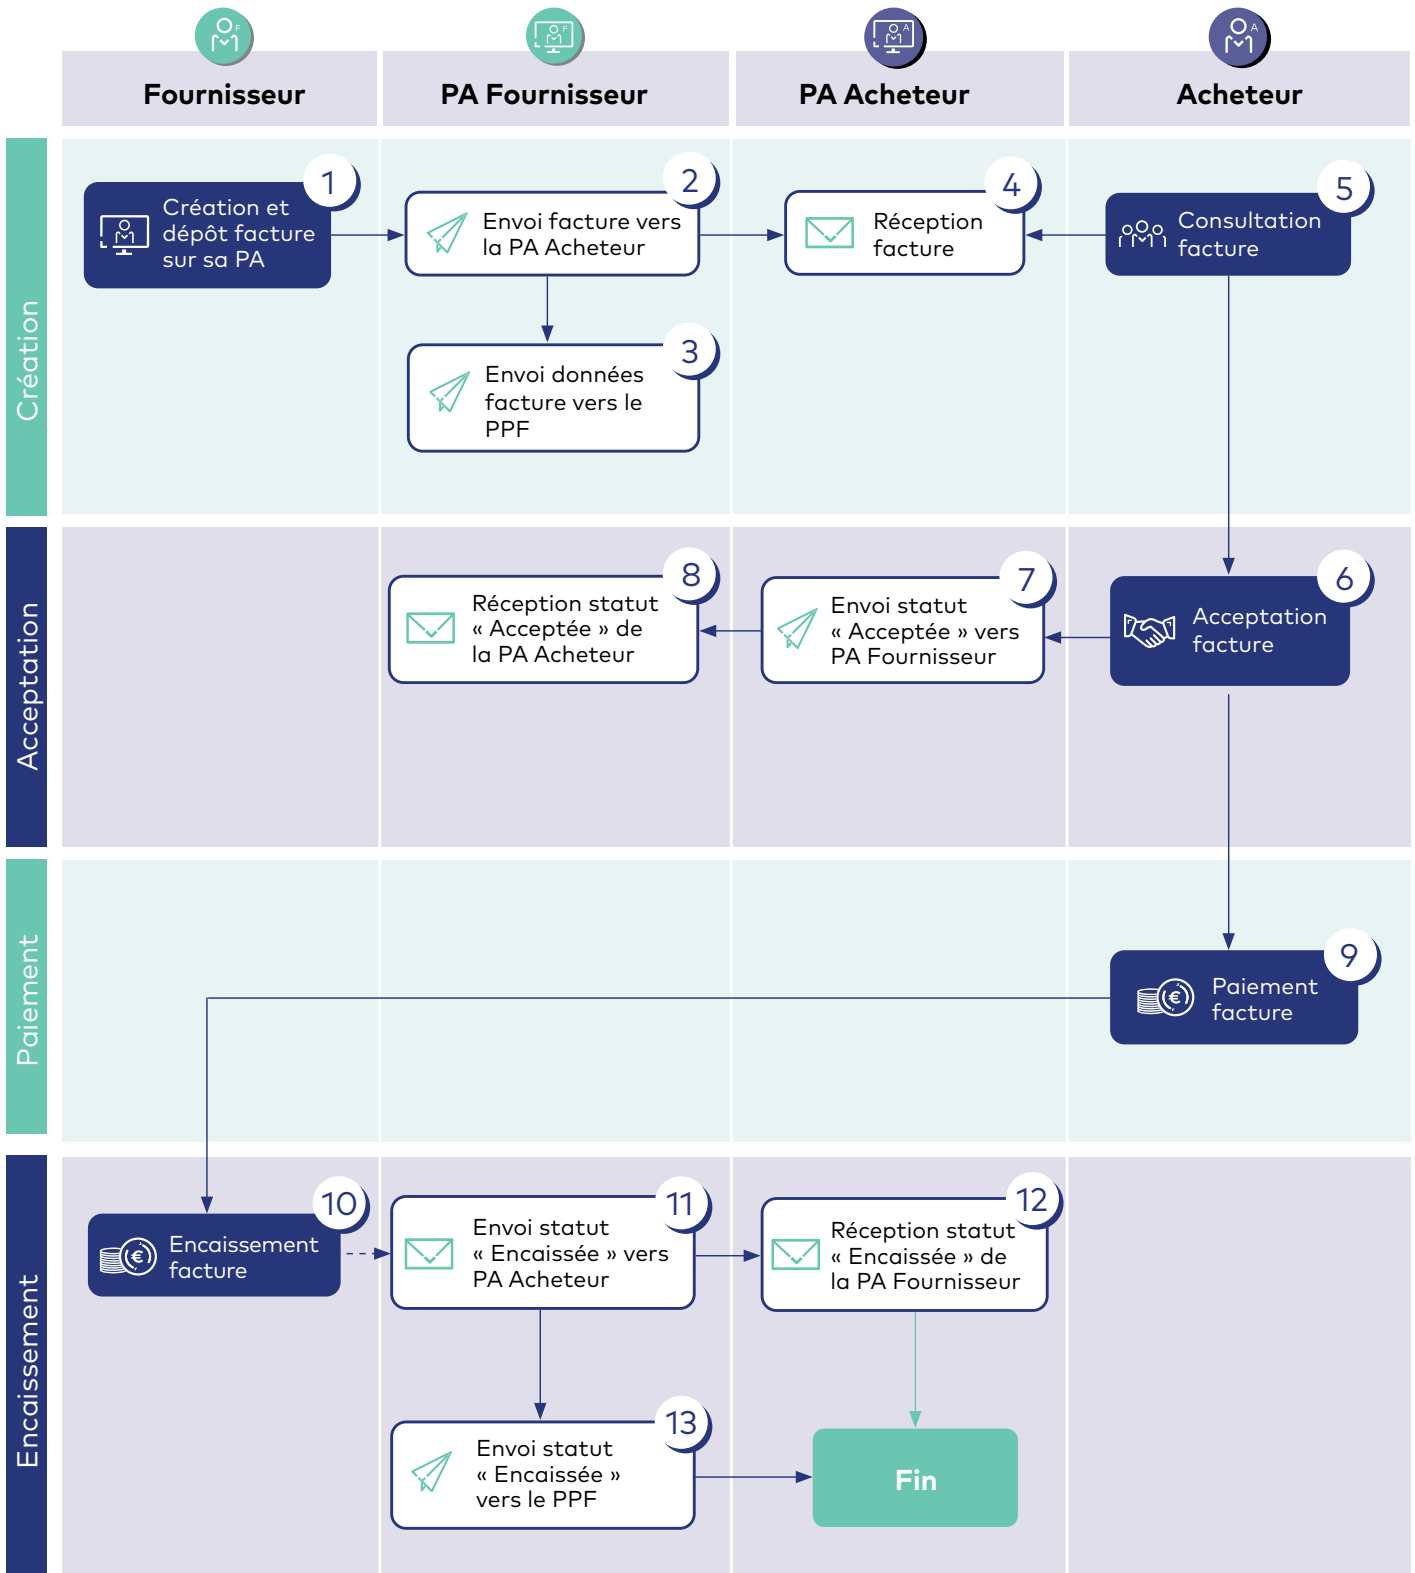 F
F
A
A
Fournisseur
PA Fournisseur
PA Acheteur
Acheteur
Création
1
Création et
dépôt facture
sur sa PA
2
Envoi facture vers
la PA Acheteur
4
Réception
facture
5
Consultation
facture
3
Envoi données
facture vers le
PPF
Acceptation
8
Réception statut
« Acceptée » de
la PA Acheteur
7
Envoi statut
« Acceptée » vers
PA Fournisseur
6
Acceptation
facture
Paiement
9
Paiement
facture
€
Encaissement
10
Encaissement
facture
€
11
Envoi statut
« Encaissée » vers
PA Acheteur
12
Réception statut
« Encaissée » de
la PA Fournisseur
13
Envoi statut
« Encaissée »
vers le PPF
Fin